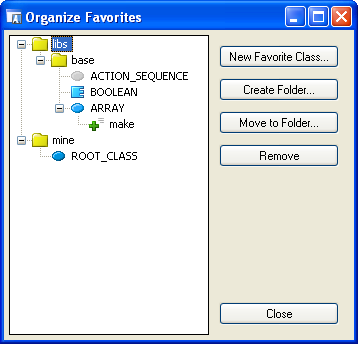 Organize Favorites
libs
base
ACTION_SEQUENCE
BOOLEAN
ARRAY
make
mine
ROOT_CLASS
New Favorite Class...
Create Folder...
Move to Folder...
Remove
Close